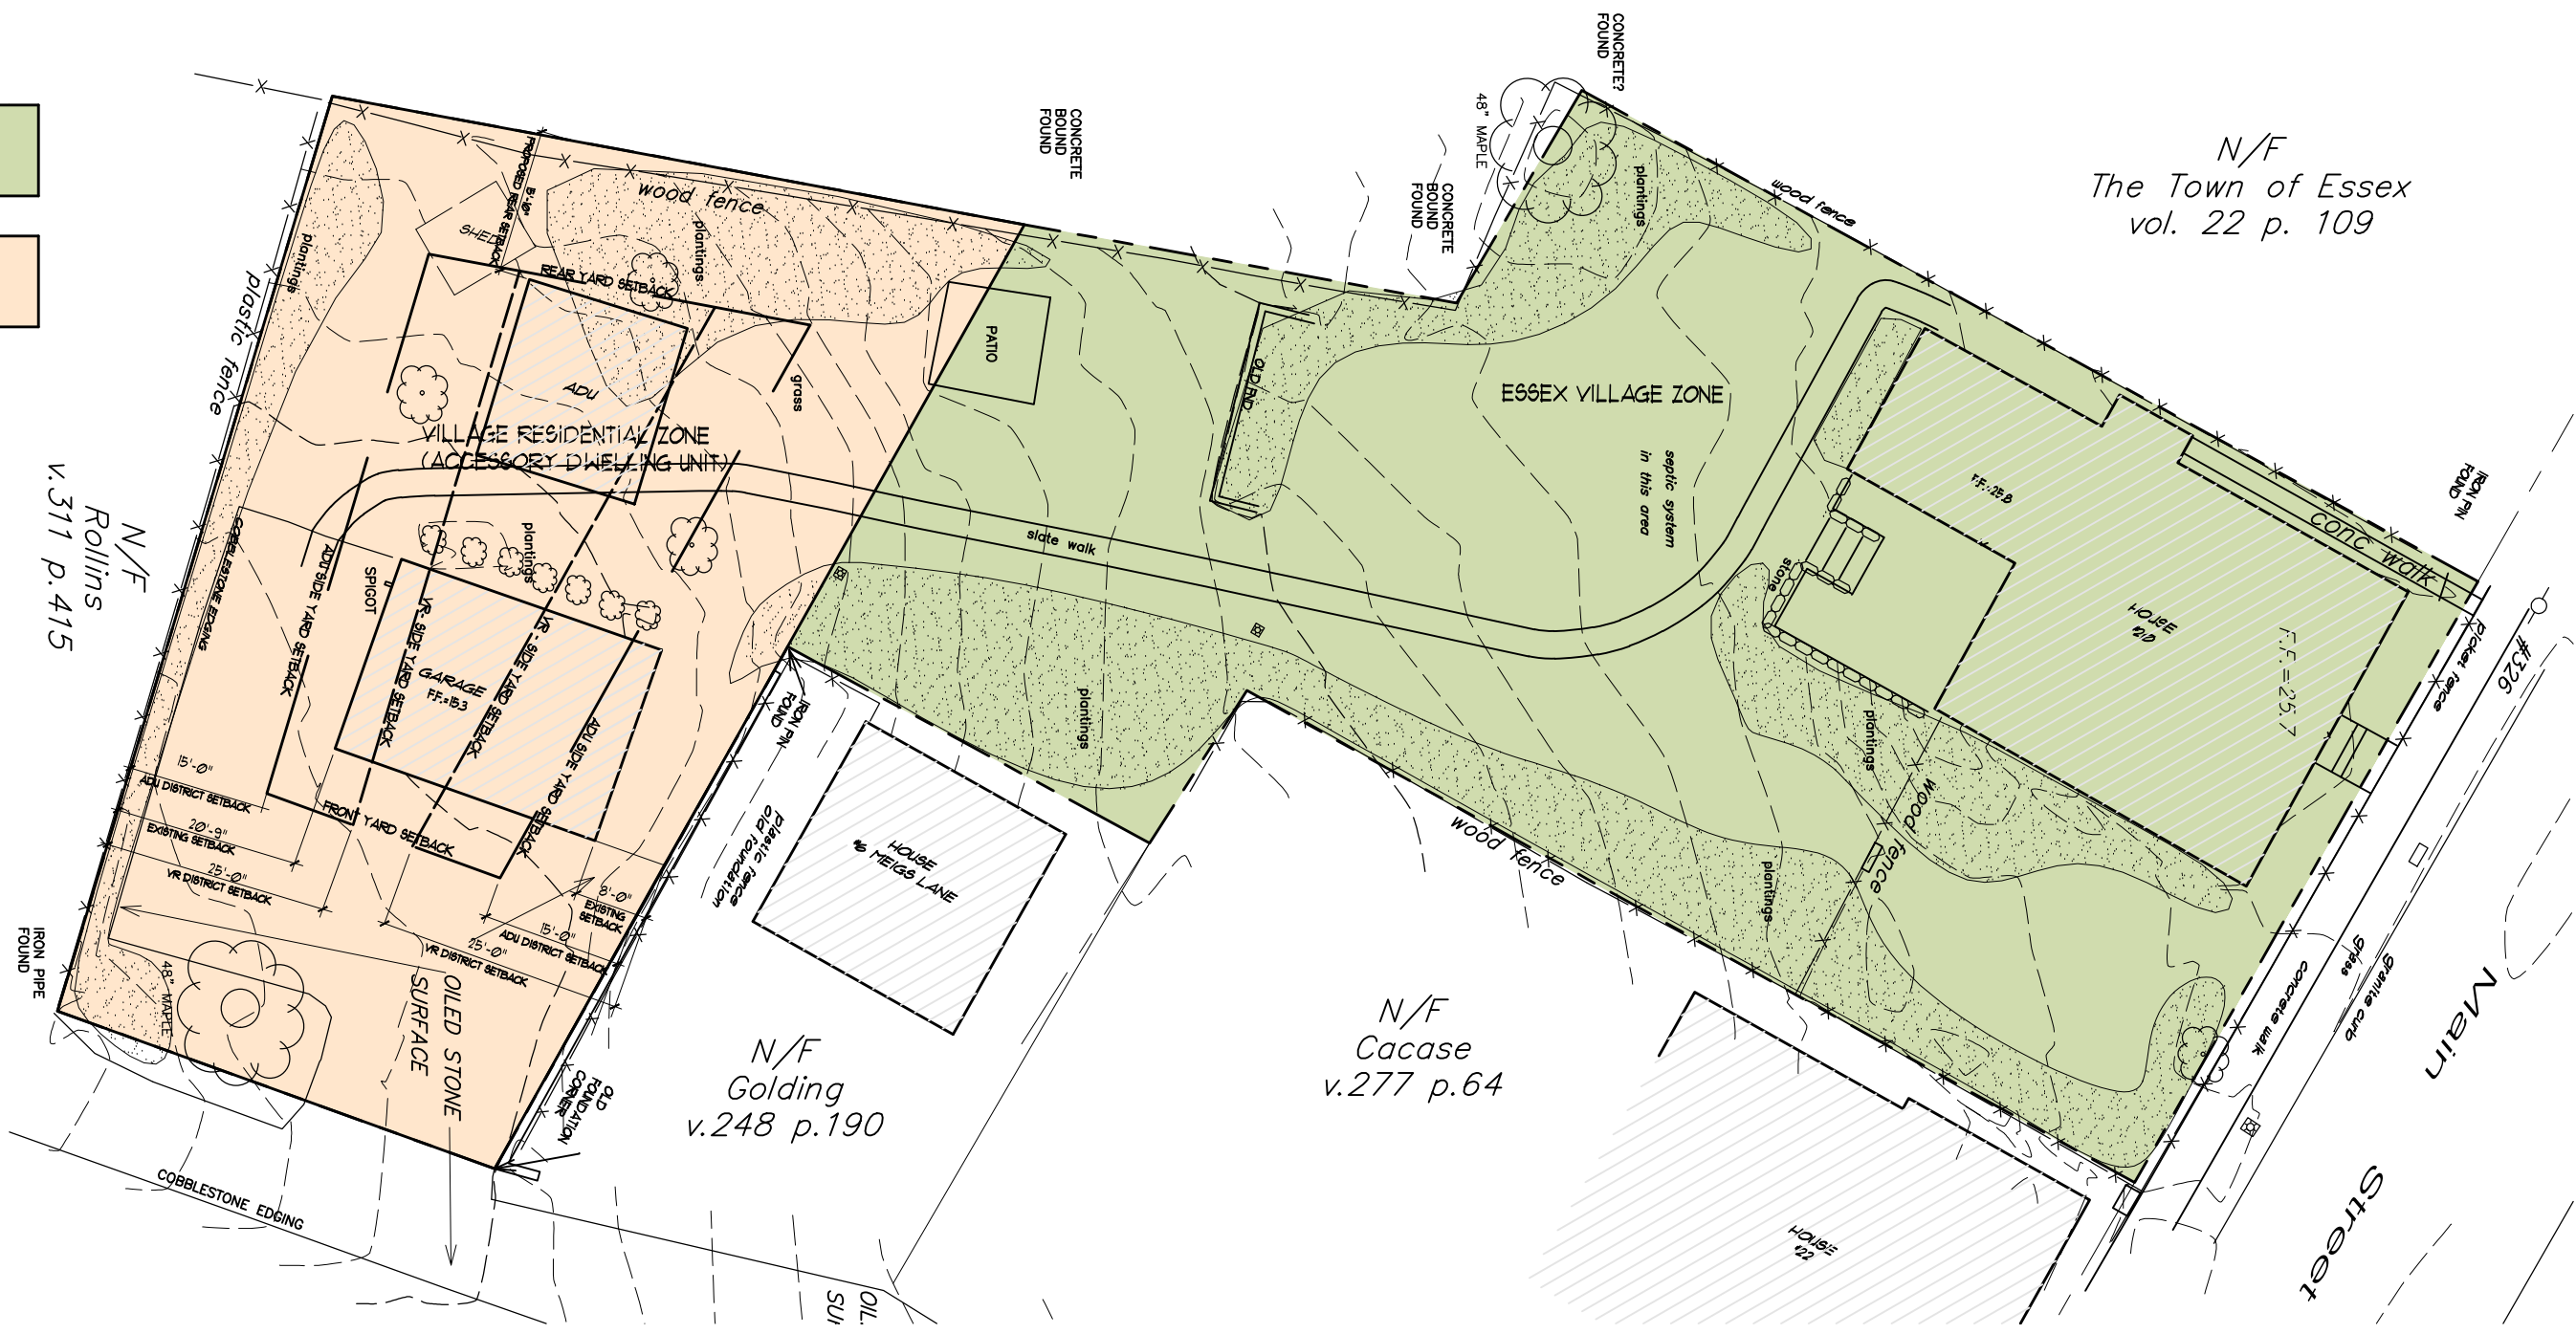 CONCRETE?
FOUND
N/F
The Town of Essex
vol. 22 p. 109
48" MAPLE
CONCRETE
BOUND
FOUND
CONCRETE
BOUND
FOUND
plantings
wood fence
wood fence
plantings
PROPOSED REAR SETBACK
SHED
REAR YARD SETBACK
plantings
plastic fence
PATIO
grass
ADU
VILLAGE RESIDENTIAL ZONE
(ACCESSORY DWELLING UNIT)
ESSEX VILLAGE ZONE
septic system
in this area
F.F.=25.8
IRON PIN
FOUND
conc walk
HOUSE
F.F.=25.7
picket fence
#326
slate walk
stone
N/F
Rollins
v.311 p.415
COBBLESTONE EDGING
ADU SIDE YARD SETBACK
SPIGOT
plantings
VR - SIDE YARD SETBACK
VR - SIDE YARD SETBACK
GARAGE
F.F.=15.3
ADU SIDE YARD SETBACK
IRON PIN
FOUND
plantings
plantings
15'-0"
ADU DISTRICT SETBACK
20'-9"
EXISTING SETBACK
25'-0"
VR DISTRICT SETBACK
FRONT YARD SETBACK
8'-0"
EXISTING
SETBACK
15'-0"
ADU DISTRICT SETBACK
25'-0"
VR DISTRICT SETBACK
plastic fence
old foundation
HOUSE
MEIGS LANE
wood fence
wood fence
plantings
grass
granite curb
concrete walk
Main
Street
IRON PIPE
FOUND
48" MAPLE
OILED STONE
SURFACE
OLD
FOUNDATION
CORNER
N/F
Golding
v.248 p.190
N/F
Cacase
v.277 p.64
COBBLESTONE EDGING
HOUSE